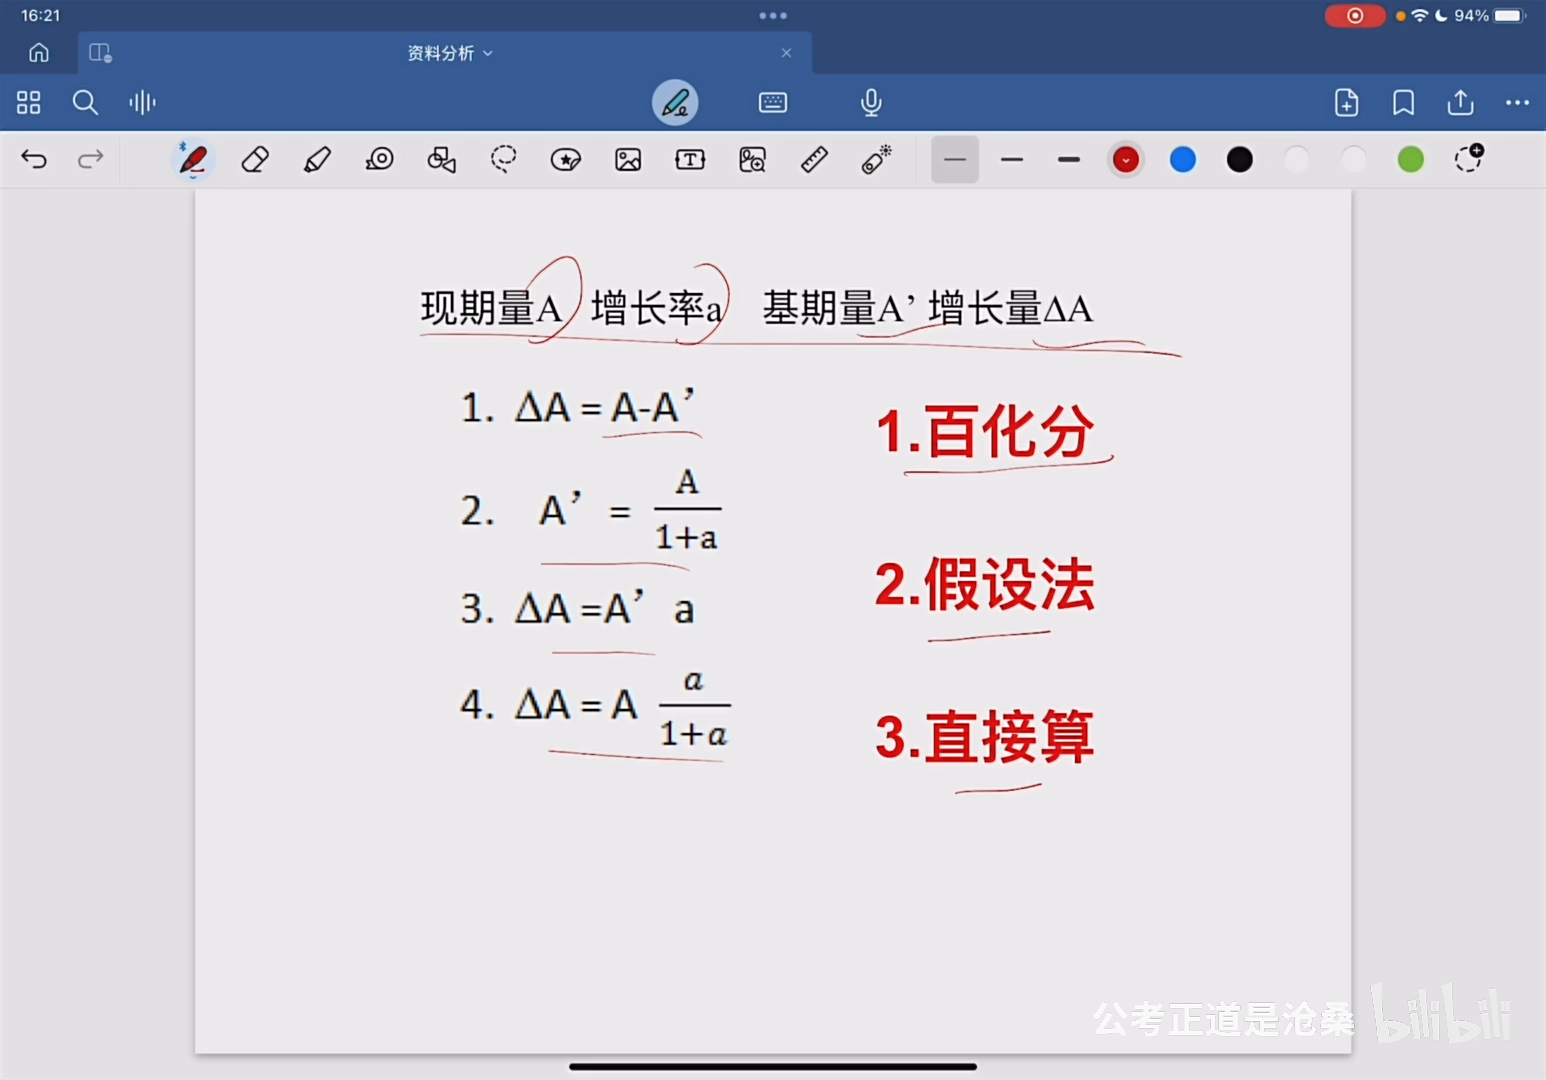 16:21
94%
资料分析
现期量A 增长率a 基期量A’ 增长量ΔA
1. ΔA = A-A’
2. A’ = A/(1+a)
3. ΔA =A’ a
4. ΔA = A a/(1+a)
1.百化分
2.假设法
3.直接算
公考正道是沧桑 bilibili